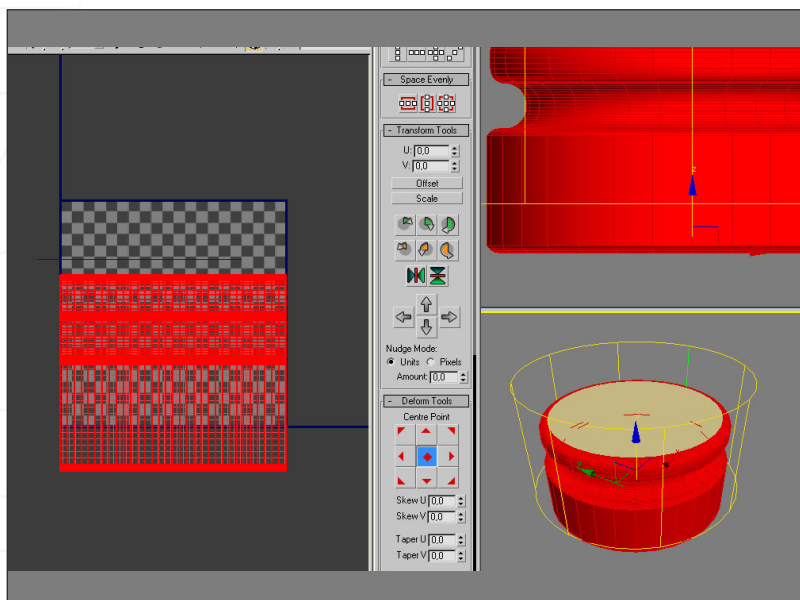 - Space Evenly
- Transform Tools
U: 0,0
V: 0,0
Offset
Scale
Nudge Mode:
Units Pixels
Amount: 0,0
- Deform Tools
Centre Point
Skew U 0,0
Skew V 0,0
Taper U 0,0
Taper V 0,0
z
x
y